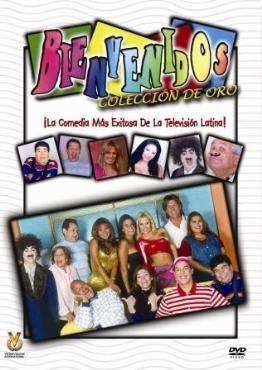 BIENVENIDOS
COLECCIÓN DE ORO
¡La Comedia Más Exitosa De La Televisión Latina!
DVD